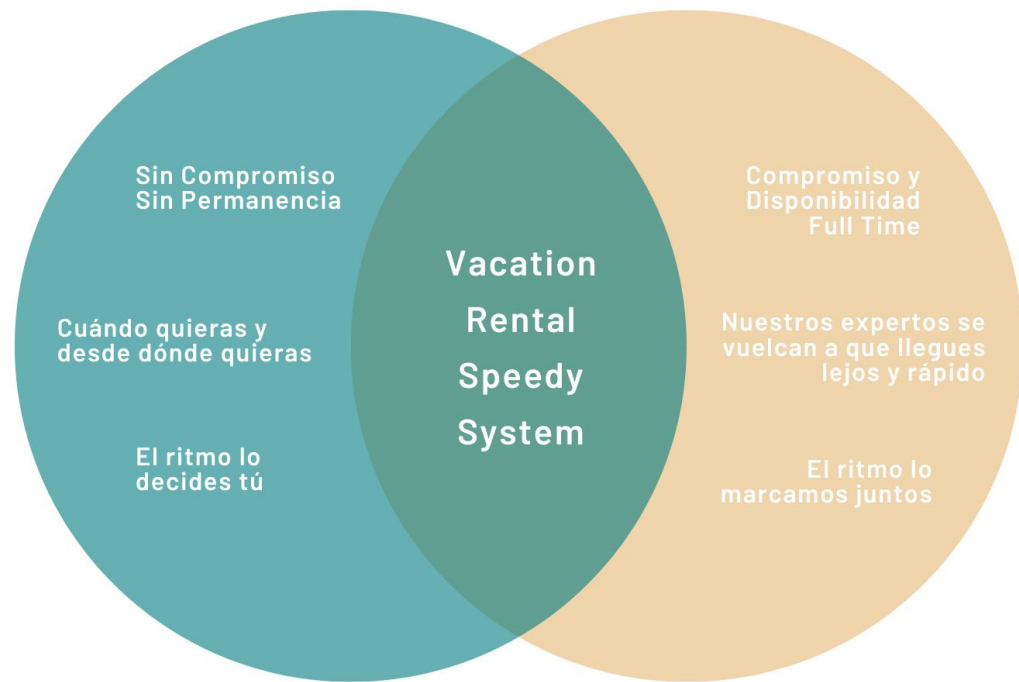 Sin Compromiso
Sin Permanencia
Cuándo quieras y
desde dónde quieras
El ritmo lo
decides tú
Vacation
Rental
Speedy
System
Compromiso y
Disponibilidad
Full Time
Nuestros expertos se
vuelcan a que llegues
lejos y rápido
El ritmo lo
marcamos juntos